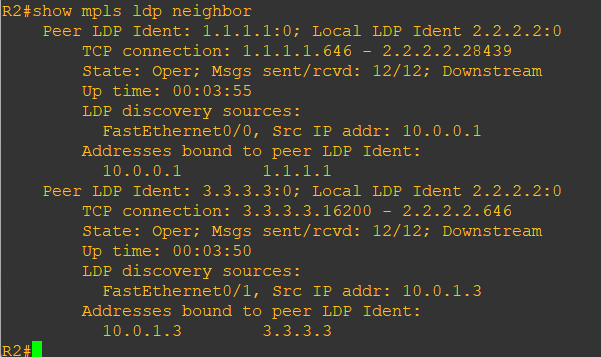 R2#show mpls ldp neighbor
Peer LDP Ident: 1.1.1.1:0; Local LDP Ident 2.2.2.2:0
TCP connection: 1.1.1.1.646 - 2.2.2.2.28439
State: Oper; Msgs sent/rcvd: 12/12; Downstream
Up time: 00:03:55
LDP discovery sources:
FastEthernet0/0, Src IP addr: 10.0.0.1
Addresses bound to peer LDP Ident:
10.0.0.1 1.1.1.1
Peer LDP Ident: 3.3.3.3:0; Local LDP Ident 2.2.2.2:0
TCP connection: 3.3.3.3.16200 - 2.2.2.2.646
State: Oper; Msgs sent/rcvd: 12/12; Downstream
Up time: 00:03:50
LDP discovery sources:
FastEthernet0/1, Src IP addr: 10.0.1.3
Addresses bound to peer LDP Ident:
10.0.1.3 3.3.3.3
R2#